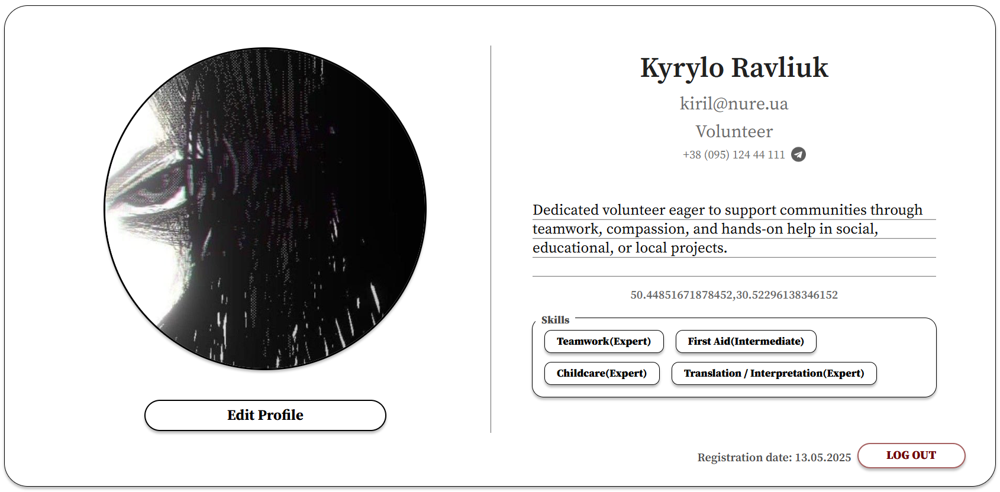 Kyrylo Ravliuk
kiril@nure.ua
Volunteer
+38 (095) 124 44 111
Dedicated volunteer eager to support communities through
teamwork, compassion, and hands-on help in social,
educational, or local projects.
50.44851671878452,30.52296138346152
Skills
Teamwork(Expert) First Aid(Intermediate)
Childcare(Expert) Translation / Interpretation(Expert)
Edit Profile
Registration date: 13.05.2025 LOG OUT